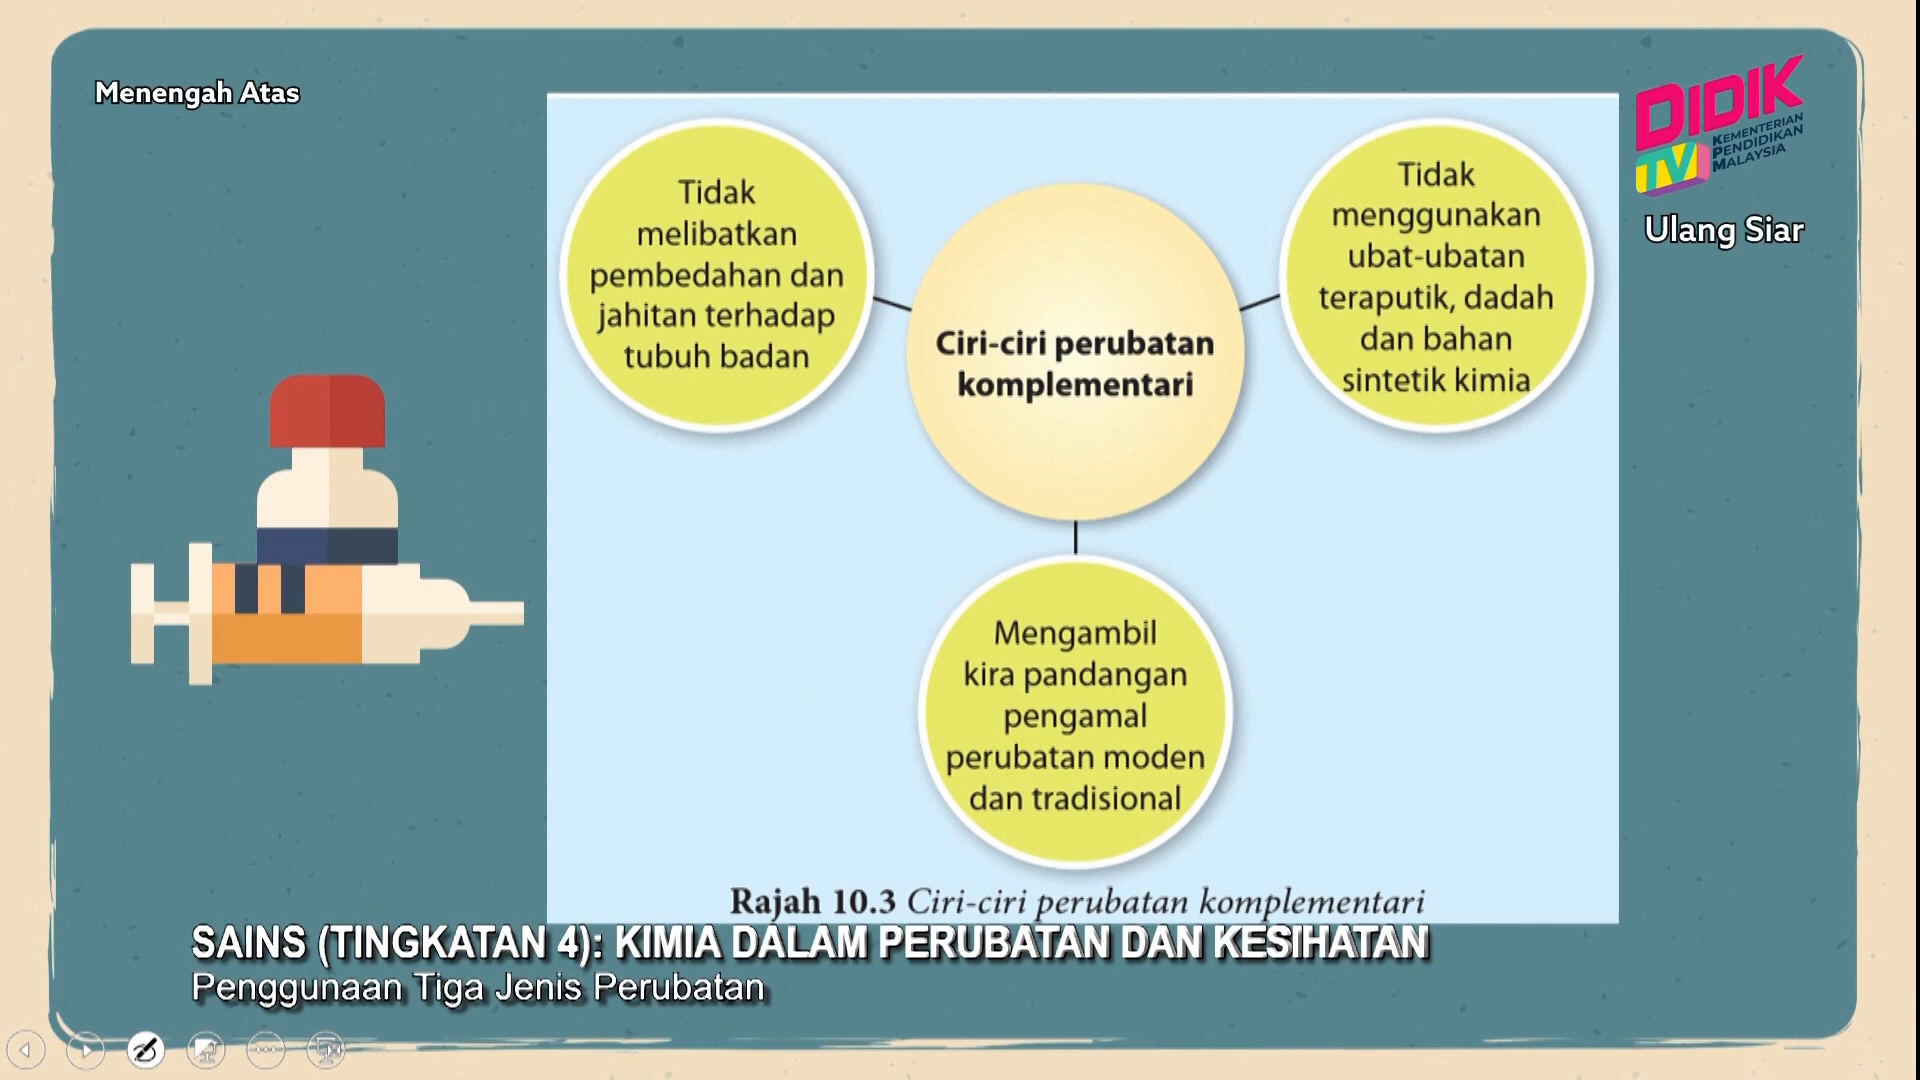 Menengah Atas
DIDIK
TV
KEMENTERIAN
PENDIDIKAN
MALAYSIA
Ulang Siar
Tidak
melibatkan
pembedahan dan
jahitan terhadap
tubuh badan
Ciri-ciri perubatan
komplementari
Tidak
menggunakan
ubat-ubatan
teraputik, dadah
dan bahan
sintetik kimia
Mengambil
kira pandangan
pengamal
perubatan moden
dan tradisional
Rajah 10.3 Ciri-ciri perubatan komplementari
SAINS (TINGKATAN 4): KIMIA DALAM PERUBATAN DAN KESIHATAN
Penggunaan Tiga Jenis Perubatan